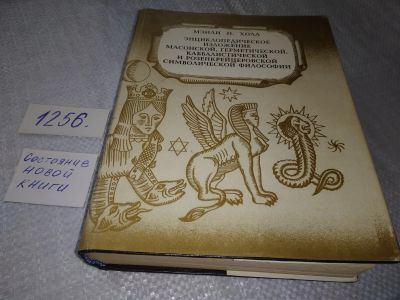 МЭНЛИ П. ХОЛЛ
ЭНЦИКЛОПЕДИЧЕСКОЕ
ИЗЛОЖЕНИЕ
МАСОНСКОЙ, ГЕРМЕТИЧЕСКОЙ,
КАББАЛИСТИЧЕСКОЙ
И РОЗЕНКРЕЙЦЕРОВСКОЙ
СИМВОЛИЧЕСКОЙ ФИЛОСОФИИ
1256.
Состояние
новой
книги